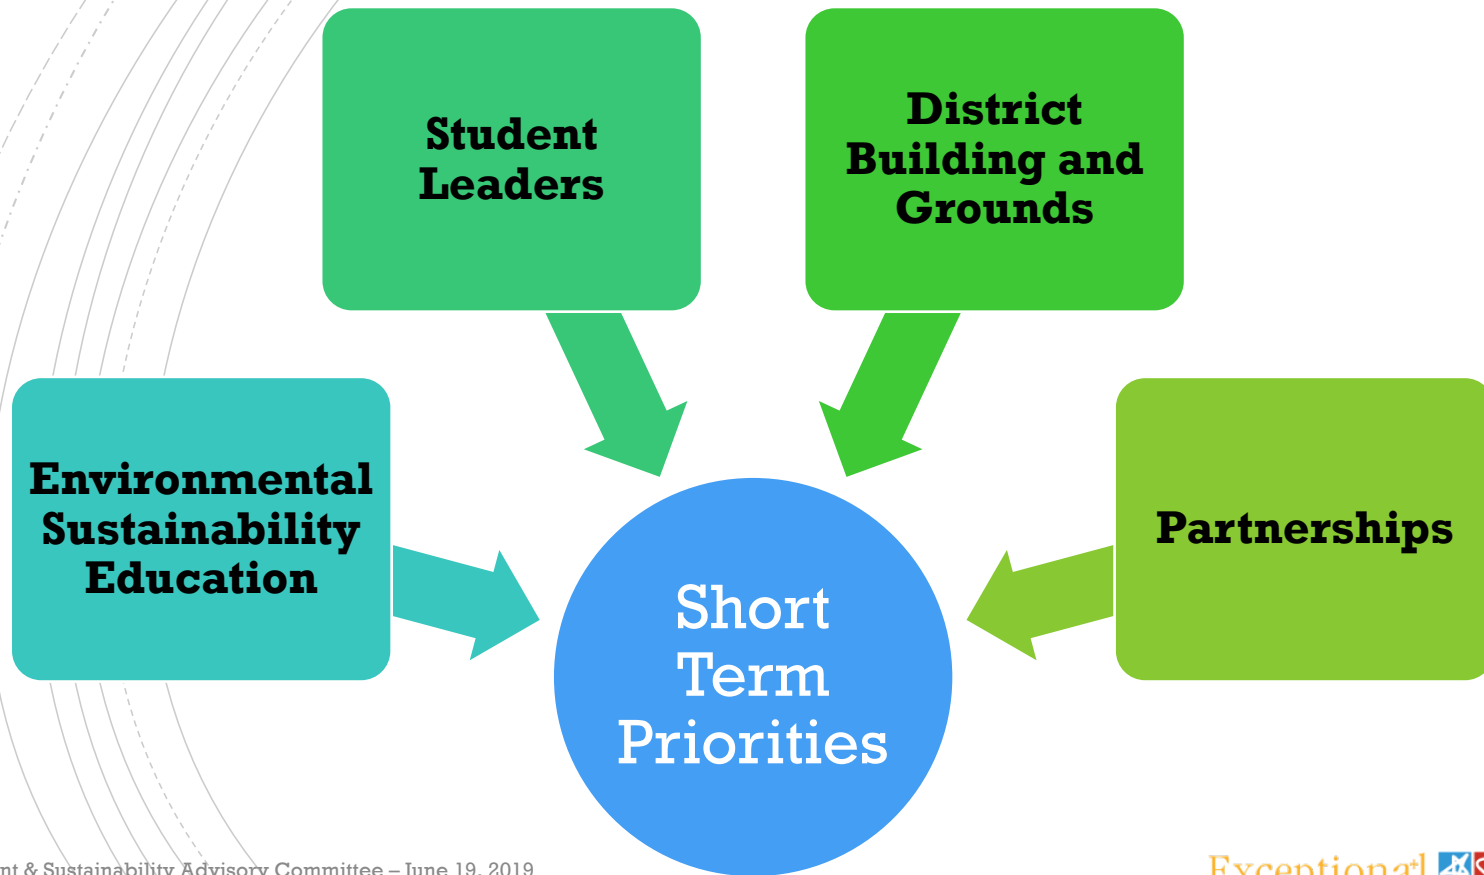 Student
Leaders
District
Building and
Grounds
Environmental
Sustainability
Education
Partnerships
Short
Term
Priorities
& Sustainability Advisory Committee – June 19, 2019
Exceptional